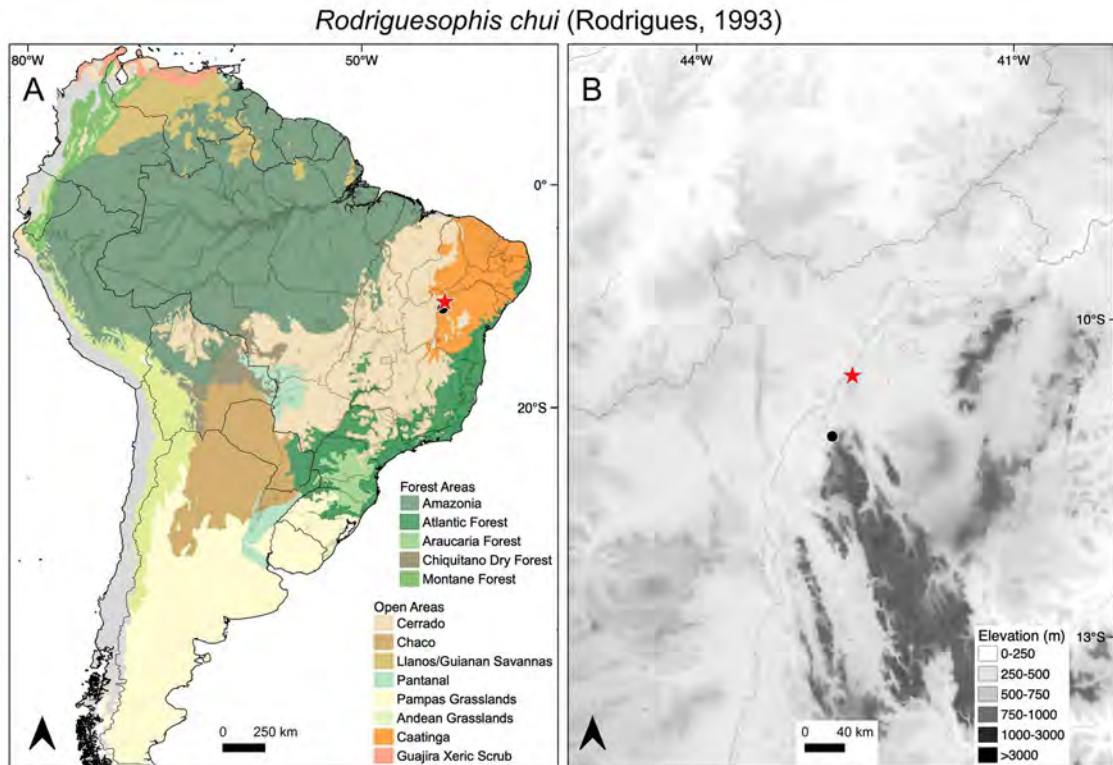 Rodriguesophis chui (Rodrigues, 1993)
A
80°W
50°W
0°
20°S
Forest Areas
Amazonia
Atlantic Forest
Araucaria Forest
Chiquitano Dry Forest
Montane Forest
Open Areas
Cerrado
Chaco
Llanos/Guianan Savannas
Pantanal
Pampas Grasslands
Andean Grasslands
Caatinga
Guajira Xeric Scrub
0 250 km
B
44°W
41°W
10°S
13°S
Elevation (m)
0-250
250-500
500-750
750-1000
1000-3000
>3000
0 40 km